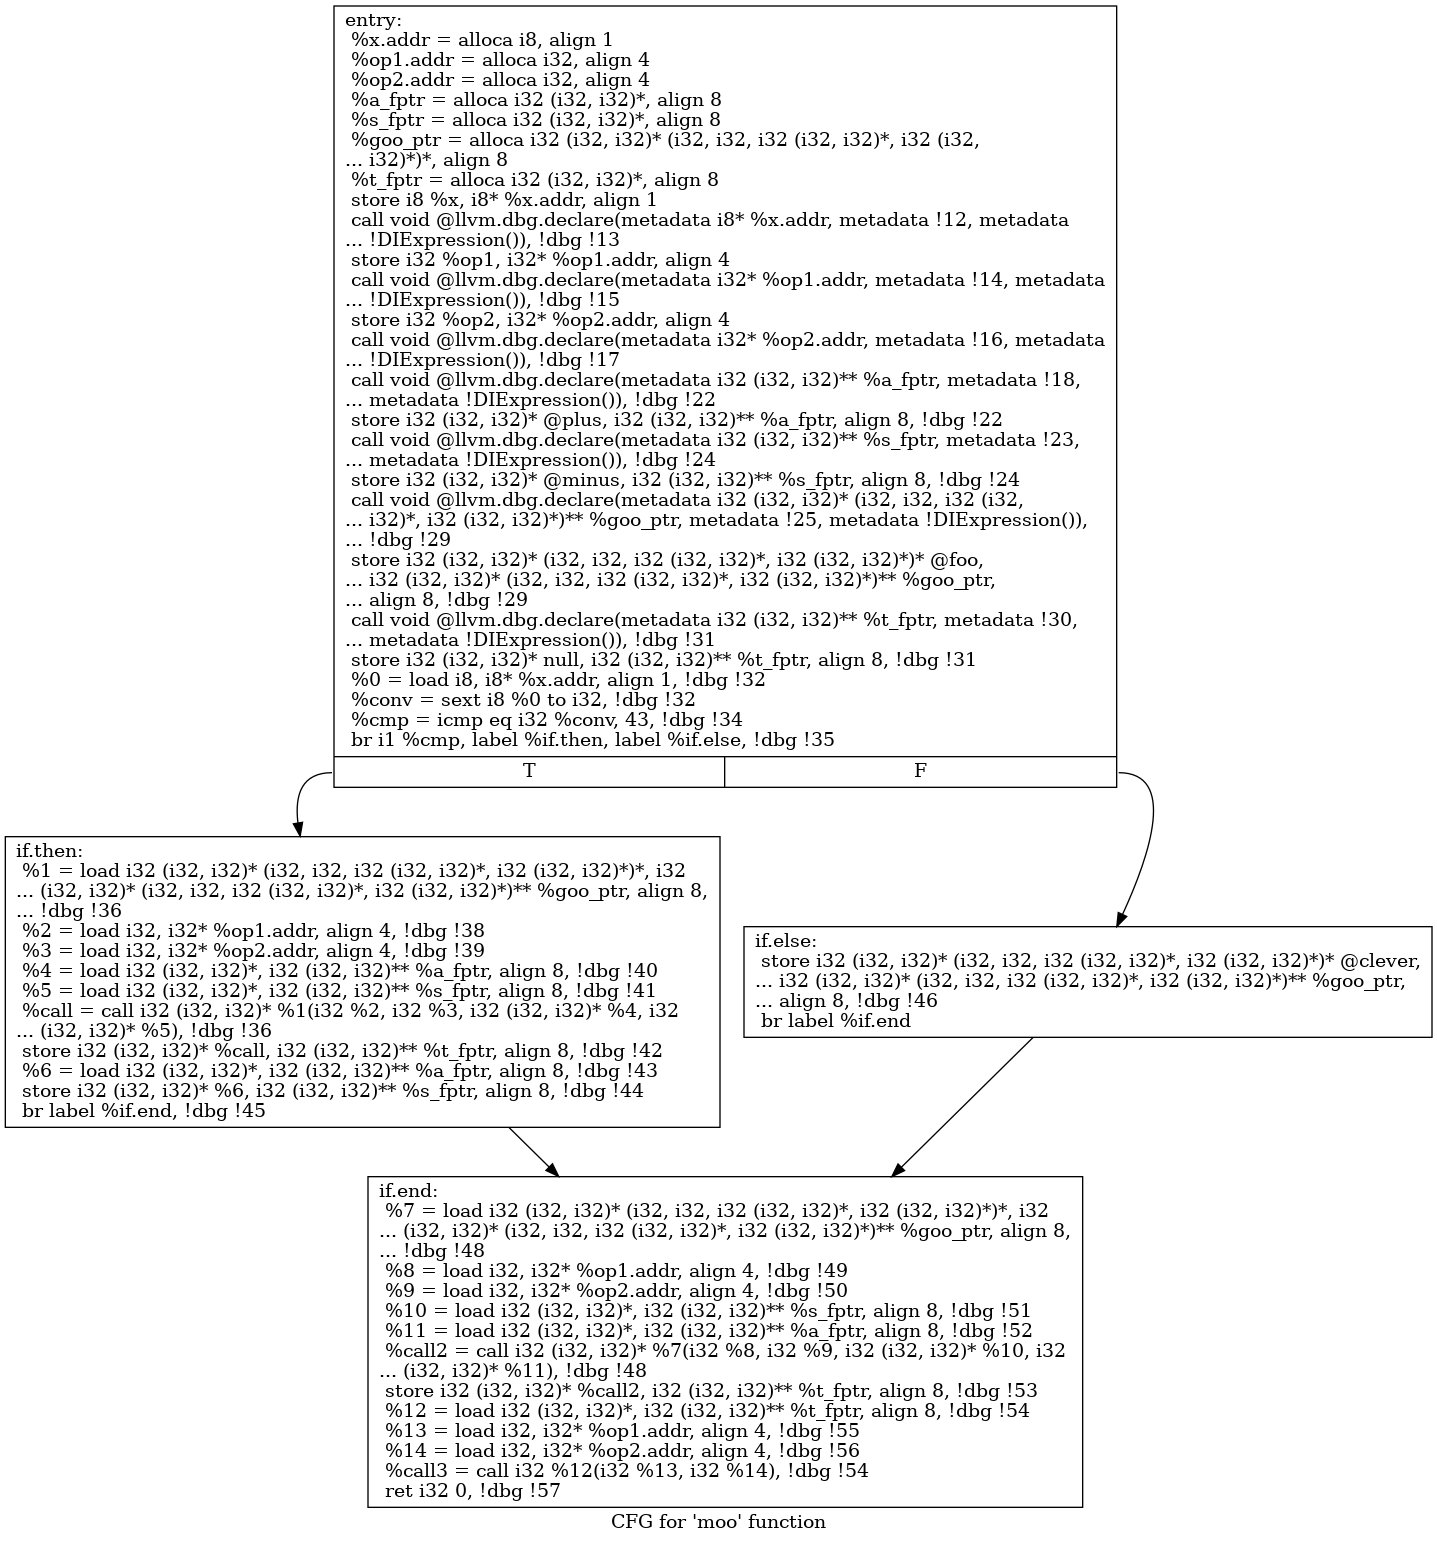 entry:
%x.addr = alloca i8, align 1
%op1.addr = alloca i32, align 4
%op2.addr = alloca i32, align 4
%a_fptr = alloca i32 (i32, i32)*, align 8
%s_fptr = alloca i32 (i32, i32)*, align 8
%goo_ptr = alloca i32 (i32, i32)* (i32, i32, i32 (i32, i32)*, i32 (i32,
... i32)*)*, align 8
%t_fptr = alloca i32 (i32, i32)*, align 8
store i8 %x, i8* %x.addr, align 1
call void @llvm.dbg.declare(metadata i8* %x.addr, metadata !12, metadata
... !DIExpression()), !dbg !13
store i32 %op1, i32* %op1.addr, align 4
call void @llvm.dbg.declare(metadata i32* %op1.addr, metadata !14, metadata
... !DIExpression()), !dbg !15
store i32 %op2, i32* %op2.addr, align 4
call void @llvm.dbg.declare(metadata i32* %op2.addr, metadata !16, metadata
... !DIExpression()), !dbg !17
call void @llvm.dbg.declare(metadata i32 (i32, i32)** %a_fptr, metadata !18,
... metadata !DIExpression()), !dbg !22
store i32 (i32, i32)* @plus, i32 (i32, i32)** %a_fptr, align 8, !dbg !22
call void @llvm.dbg.declare(metadata i32 (i32, i32)** %s_fptr, metadata !23,
... metadata !DIExpression()), !dbg !24
store i32 (i32, i32)* @minus, i32 (i32, i32)** %s_fptr, align 8, !dbg !24
call void @llvm.dbg.declare(metadata i32 (i32, i32)* (i32, i32, i32 (i32,
... i32)*, i32 (i32, i32)*)** %goo_ptr, metadata !25, metadata !DIExpression()),
... !dbg !29
store i32 (i32, i32)* (i32, i32, i32 (i32, i32)*, i32 (i32, i32)*)* @foo,
... i32 (i32, i32)* (i32, i32, i32 (i32, i32)*, i32 (i32, i32)*)** %goo_ptr,
... align 8, !dbg !29
call void @llvm.dbg.declare(metadata i32 (i32, i32)** %t_fptr, metadata !30,
... metadata !DIExpression()), !dbg !31
store i32 (i32, i32)* null, i32 (i32, i32)** %t_fptr, align 8, !dbg !31
%0 = load i8, i8* %x.addr, align 1, !dbg !32
%conv = sext i8 %0 to i32, !dbg !32
%cmp = icmp eq i32 %conv, 43, !dbg !34
br i1 %cmp, label %if.then, label %if.else, !dbg !35
T
F
if.then:
%1 = load i32 (i32, i32)* (i32, i32, i32 (i32, i32)*, i32 (i32, i32)*)*, i32
... (i32, i32)* (i32, i32, i32 (i32, i32)*, i32 (i32, i32)*)** %goo_ptr, align 8,
... !dbg !36
%2 = load i32, i32* %op1.addr, align 4, !dbg !38
%3 = load i32, i32* %op2.addr, align 4, !dbg !39
%4 = load i32 (i32, i32)*, i32 (i32, i32)** %a_fptr, align 8, !dbg !40
%5 = load i32 (i32, i32)*, i32 (i32, i32)** %s_fptr, align 8, !dbg !41
%call = call i32 (i32, i32)* %1(i32 %2, i32 %3, i32 (i32, i32)* %4, i32
... (i32, i32)* %5), !dbg !36
store i32 (i32, i32)* %call, i32 (i32, i32)** %t_fptr, align 8, !dbg !42
%6 = load i32 (i32, i32)*, i32 (i32, i32)** %a_fptr, align 8, !dbg !43
store i32 (i32, i32)* %6, i32 (i32, i32)** %s_fptr, align 8, !dbg !44
br label %if.end, !dbg !45
if.else:
store i32 (i32, i32)* (i32, i32, i32 (i32, i32)*, i32 (i32, i32)*)* @clever,
... i32 (i32, i32)* (i32, i32, i32 (i32, i32)*, i32 (i32, i32)*)** %goo_ptr,
... align 8, !dbg !46
br label %if.end
if.end:
%7 = load i32 (i32, i32)* (i32, i32, i32 (i32, i32)*, i32 (i32, i32)*)*, i32
... (i32, i32)* (i32, i32, i32 (i32, i32)*, i32 (i32, i32)*)** %goo_ptr, align 8,
... !dbg !48
%8 = load i32, i32* %op1.addr, align 4, !dbg !49
%9 = load i32, i32* %op2.addr, align 4, !dbg !50
%10 = load i32 (i32, i32)*, i32 (i32, i32)** %s_fptr, align 8, !dbg !51
%11 = load i32 (i32, i32)*, i32 (i32, i32)** %a_fptr, align 8, !dbg !52
%call2 = call i32 (i32, i32)* %7(i32 %8, i32 %9, i32 (i32, i32)* %10, i32
... (i32, i32)* %11), !dbg !48
store i32 (i32, i32)* %call2, i32 (i32, i32)** %t_fptr, align 8, !dbg !53
%12 = load i32 (i32, i32)*, i32 (i32, i32)** %t_fptr, align 8, !dbg !54
%13 = load i32, i32* %op1.addr, align 4, !dbg !55
%14 = load i32, i32* %op2.addr, align 4, !dbg !56
%call3 = call i32 %12(i32 %13, i32 %14), !dbg !54
ret i32 0, !dbg !57
CFG for 'moo' function